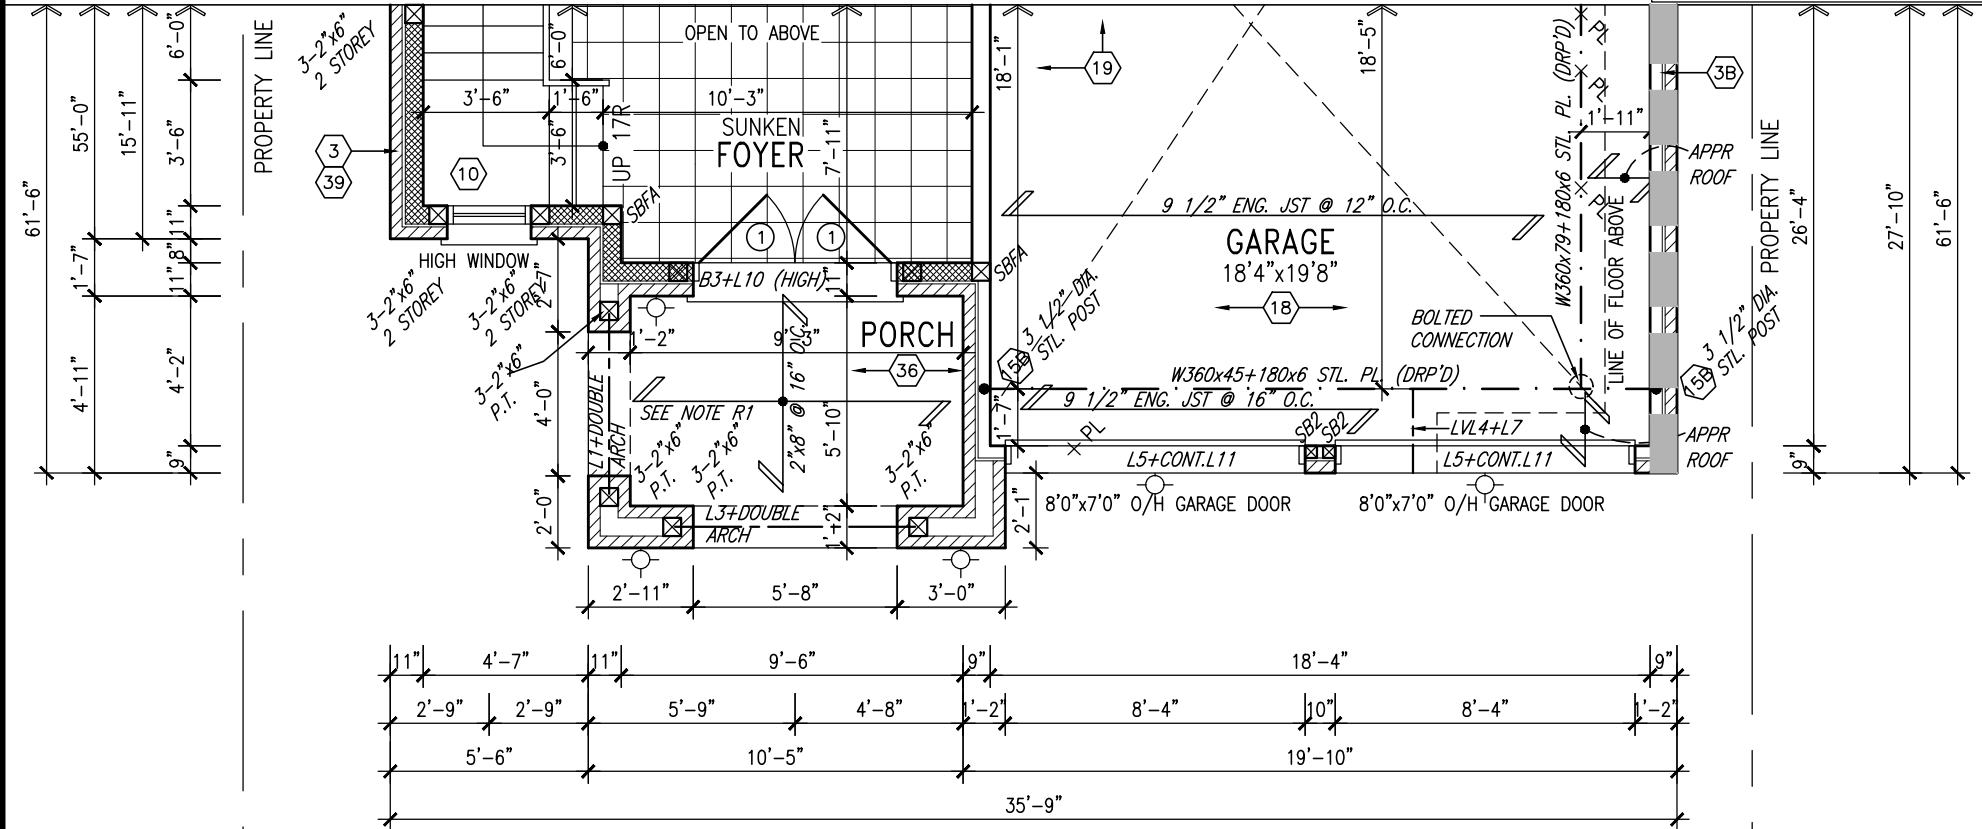 PROPERTY LINE
61'-6"
55'-0"
15'-11"
1'-7"
4'-11"
6'-0"
3'-6"
11"
8"
11"
4'-2"
9"
3-2"x6"
2 STOREY
3
39
10
3'-6"
1'-6"
10'-3"
6'-0"
3'-6"
UP 17R
OPEN TO ABOVE
SUNKEN
FOYER
7'-11"
SBFA
1
1
HIGH WINDOW
3-2"x6"
2 STOREY
3-2"x6"
2 STOREY
2'-7"
3-2"x6"
P.T.
B3+L10 (HIGH)
11"
SBFA
1'-2"
9'-3"
PORCH
36
4'-0"
L1+DOUBLE
ARCH
SEE NOTE R1
3-2"x6"
P.T.
3-2"x6"
P.T.
2"x8" @ 16" O.C.
5'-10"
3-2"x6"
P.T.
2'-0"
L3+DOUBLE
ARCH
1'-2"
2'-1"
2'-11"
5'-8"
3'-0"
18'-1"
19
18'-5"
9 1/2" ENG. JST @ 12" O.C.
GARAGE
18'4"x19'8"
18
15B
3 1/2" DIA.
STL. POST
BOLTED
CONNECTION
W360x45+180x6 STL. PL. (DRP'D)
9 1/2" ENG. JST @ 16" O.C.
1'-7"
PL
SB2
SB2
LVL4+L7
L5+CONT.L11
L5+CONT.L11
8'0"x7'0" O/H GARAGE DOOR
8'0"x7'0" O/H GARAGE DOOR
W360x79+180x6 STL. PL. (DRP'D)
PL
PL
PL
LINE OF FLOOR ABOVE
1'-11"
3B
APPR
ROOF
15B
3 1/2" DIA.
STL. POST
APPR
ROOF
PROPERTY LINE
26'-4"
9"
27'-10"
61'-6"
11"
4'-7"
11"
9'-6"
9"
18'-4"
9"
2'-9"
2'-9"
5'-9"
4'-8"
1'-2"
8'-4"
10"
8'-4"
1'-2"
5'-6"
10'-5"
19'-10"
35'-9"